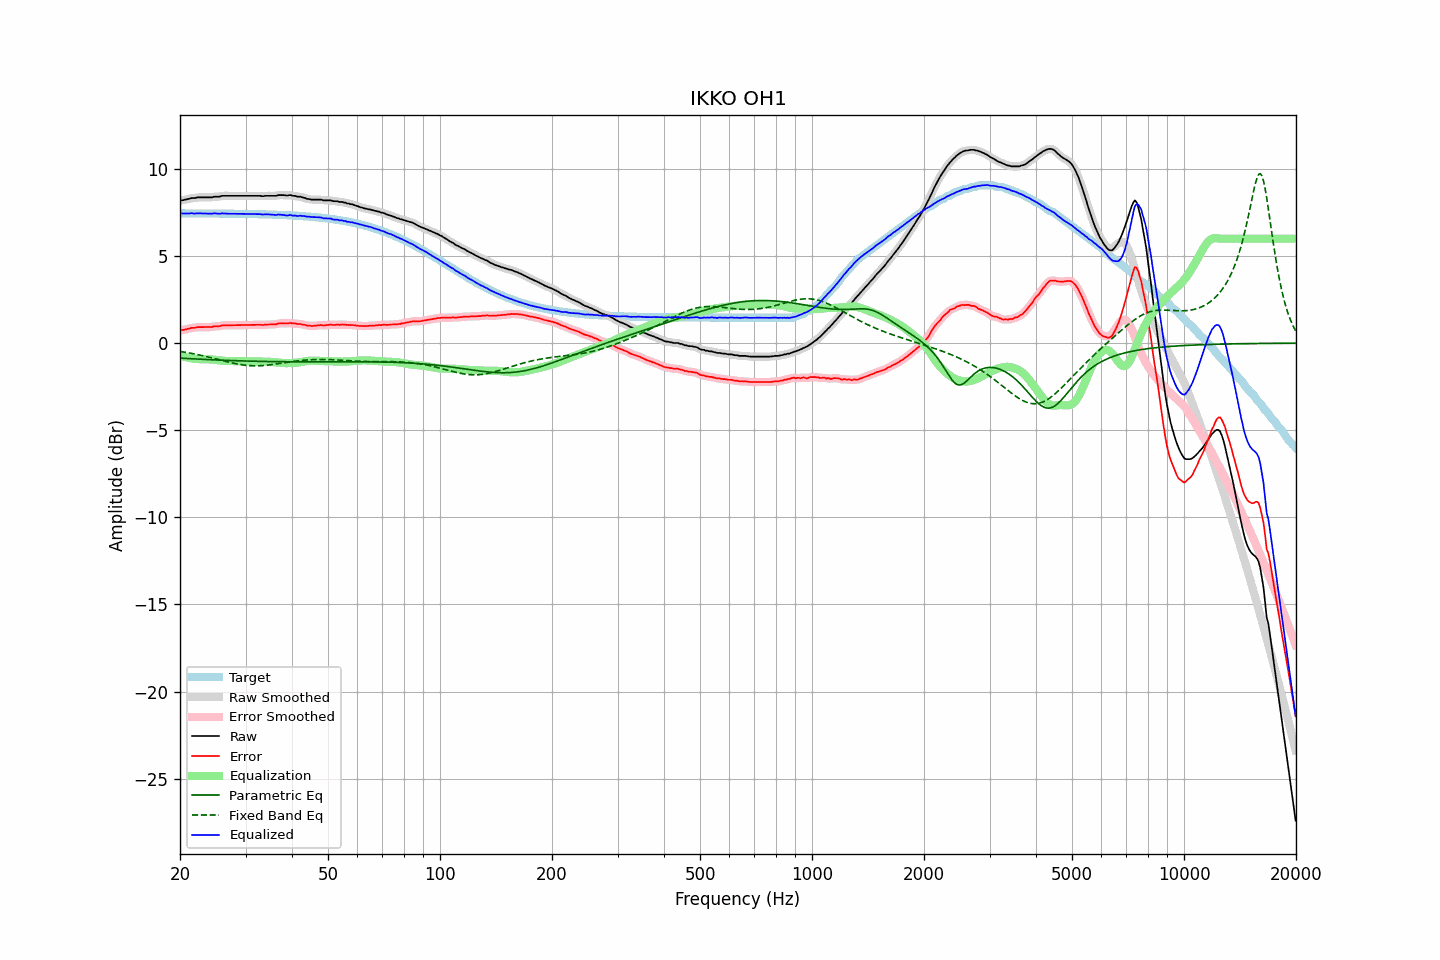 IKKO OH1
Amplitude (dBr)
10
5
0
−5
−10
−15
−20
−25
Target
Raw Smoothed
Error Smoothed
Raw
Error
Equalization
Parametric Eq
Fixed Band Eq
Equalized
20 50 100 200 500 1000 2000 5000 10000 20000
Frequency (Hz)